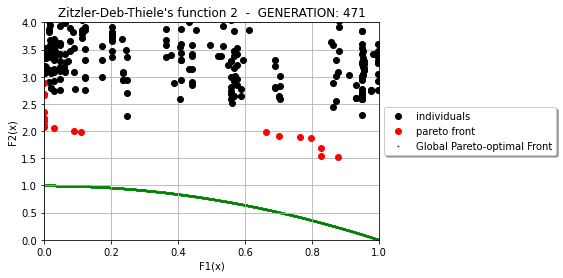 Zitzler-Deb-Thiele's function 2 - GENERATION: 471
F2(x)
4.0
3.5
3.0
2.5
2.0
1.5
1.0
0.5
0.0
0.0 0.2 0.4 0.6 0.8 1.0
F1(x)
individuals
pareto front
Global Pareto-optimal Front